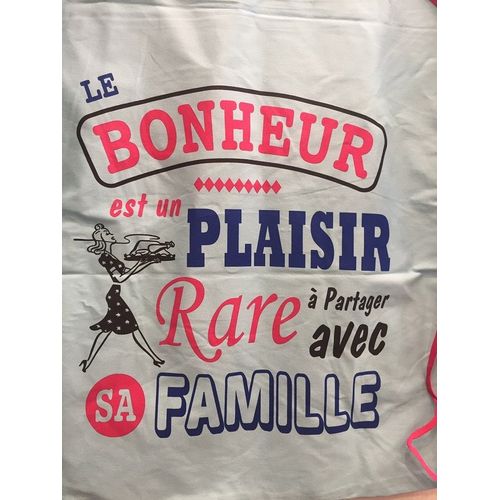 LE
BONHEUR
est un
PLAISIR
Rare
à Partager
avec
SA FAMILLE